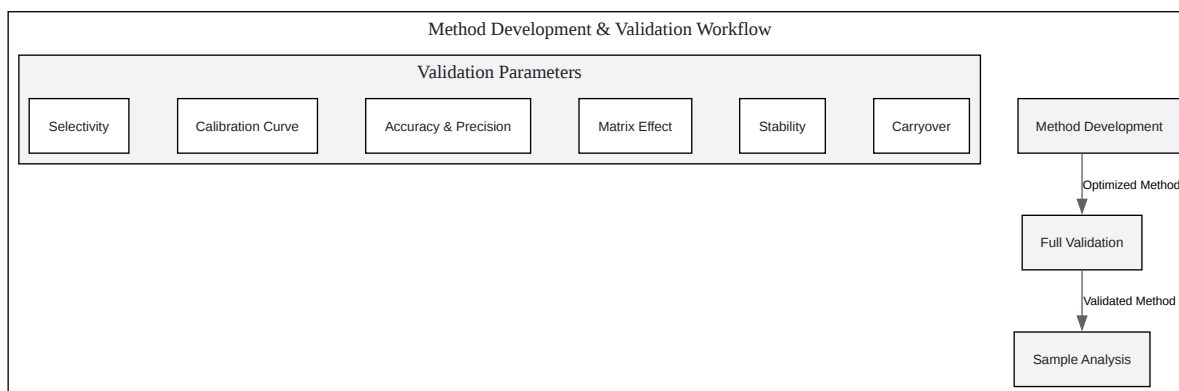 Method Development & Validation Workflow
Validation Parameters
Selectivity
Calibration Curve
Accuracy & Precision
Matrix Effect
Stability
Carryover
Method Development
Optimized Method
Full Validation
Validated Method
Sample Analysis